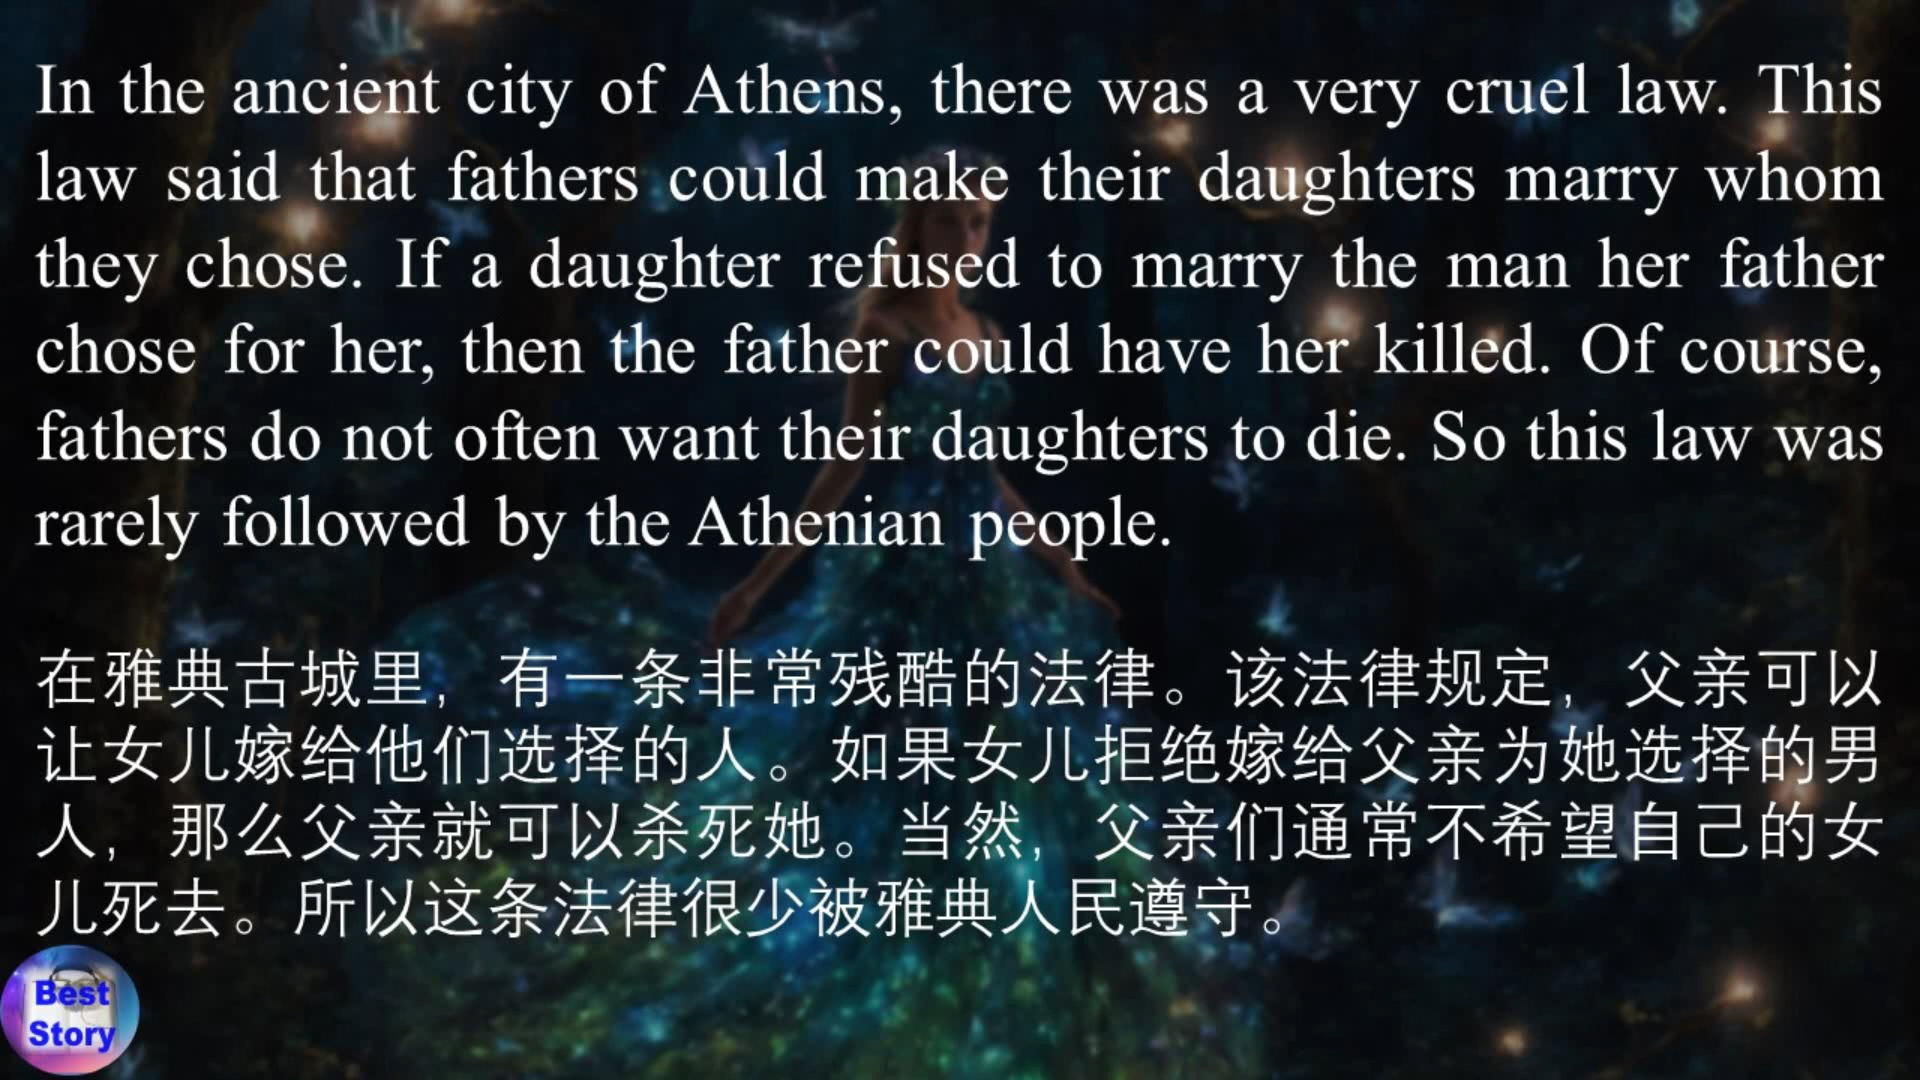 In the ancient city of Athens, there was a very cruel law. This
law said that fathers could make their daughters marry whom
they chose. If a daughter refused to marry the man her father
chose for her, then the father could have her killed. Of course,
fathers do not often want their daughters to die. So this law was
rarely followed by the Athenian people.
在雅典古城里，有一条非常残酷的法律。该法律规定，父亲可以
让女儿嫁给他们选择的人。如果女儿拒绝嫁给父亲为她选择的男
人，那么父亲就可以杀死她。当然，父亲们通常不希望自己的女
儿死去。所以这条法律很少被雅典人民遵守。
Best
Story